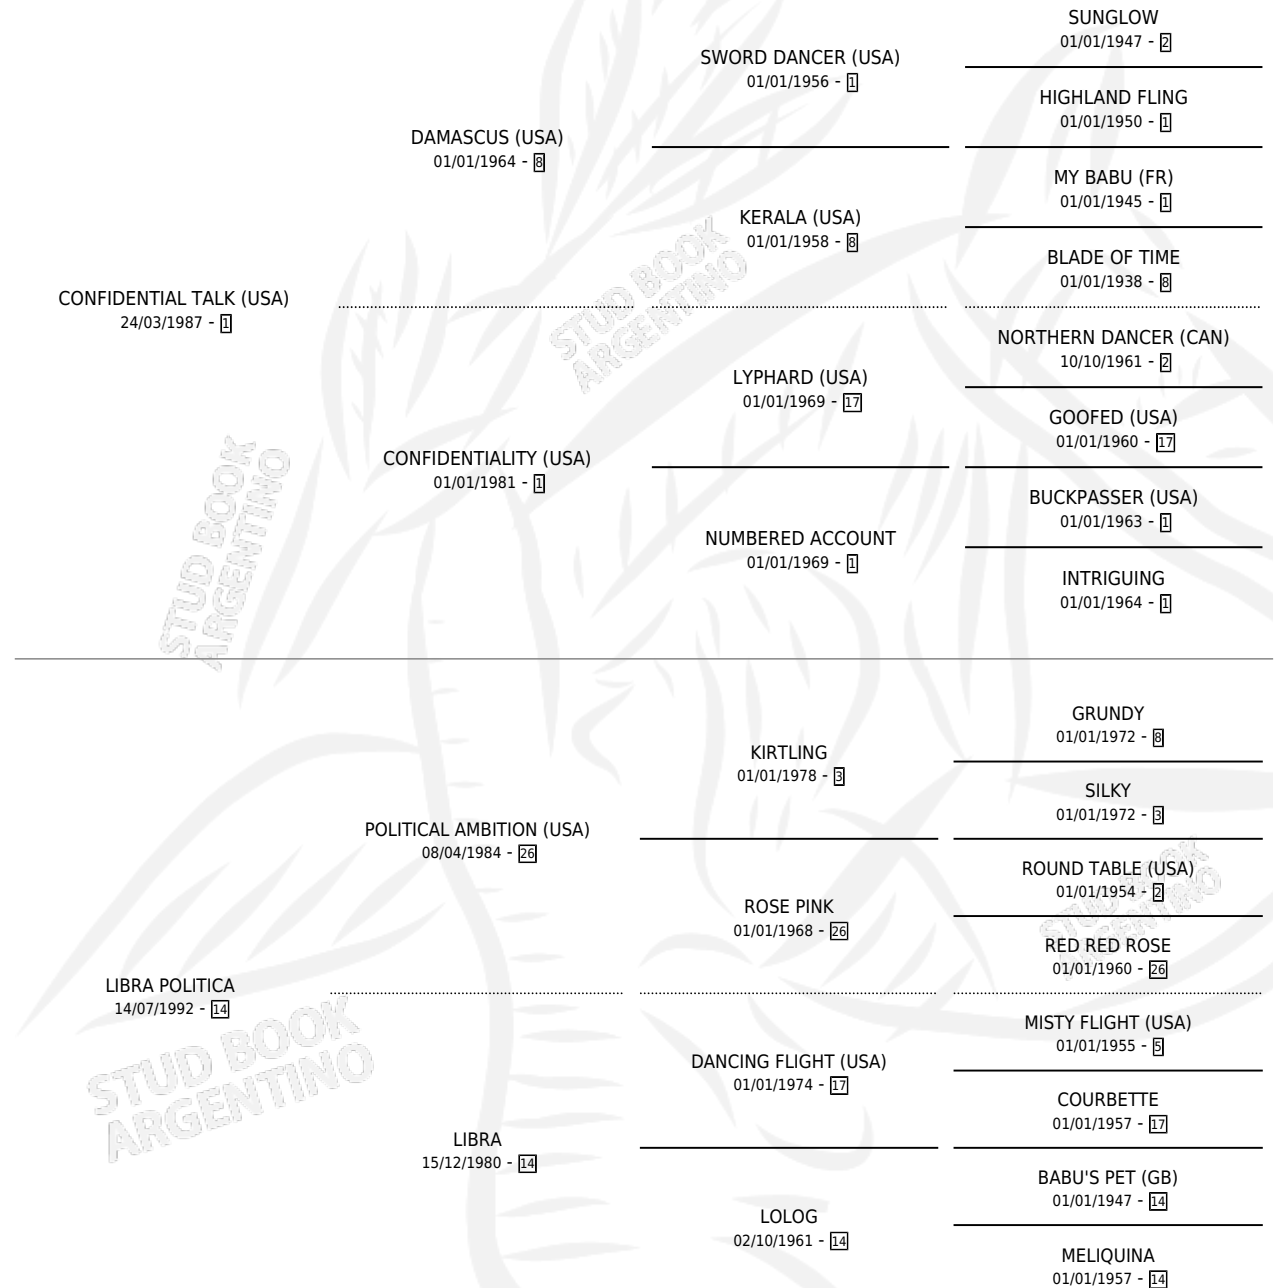 SUNGLOW
01/01/1947 - 2
SWORD DANCER (USA)
01/01/1956 - 1
HIGHLAND FLING
01/01/1950 - 1
DAMASCUS (USA)
01/01/1964 - 8
MY BABU (FR)
01/01/1945 - 1
KERALA (USA)
01/01/1958 - 8
BLADE OF TIME
01/01/1938 - 8
CONFIDENTIAL TALK (USA)
24/03/1987 - 1
NORTHERN DANCER (CAN)
10/10/1961 - 2
LYPHARD (USA)
01/01/1969 - 17
GOOFED (USA)
01/01/1960 - 17
CONFIDENTIALITY (USA)
01/01/1981 - 1
BUCKPASSER (USA)
01/01/1963 - 1
NUMBERED ACCOUNT
01/01/1969 - 1
INTRIGUING
01/01/1964 - 1
STUD BOOK
ARGENTINO
STUD BOOK
ARGENTINO
GRUNDY
01/01/1972 - 8
KIRTLING
01/01/1978 - 3
SILKY
01/01/1972 - 3
POLITICAL AMBITION (USA)
08/04/1984 - 26
ROUND TABLE (USA)
01/01/1954 - 2
ROSE PINK
01/01/1968 - 26
RED RED ROSE
01/01/1960 - 26
STUD BOOK
ARGENTINO
LIBRA POLITICA
14/07/1992 - 14
MISTY FLIGHT (USA)
01/01/1955 - 5
DANCING FLIGHT (USA)
01/01/1974 - 17
COURBETTE
01/01/1957 - 17
STUD BOOK
ARGENTINO
LIBRA
15/12/1980 - 14
BABU'S PET (GB)
01/01/1947 - 14
LOLOG
02/10/1961 - 14
MELIQUINA
01/01/1957 - 14